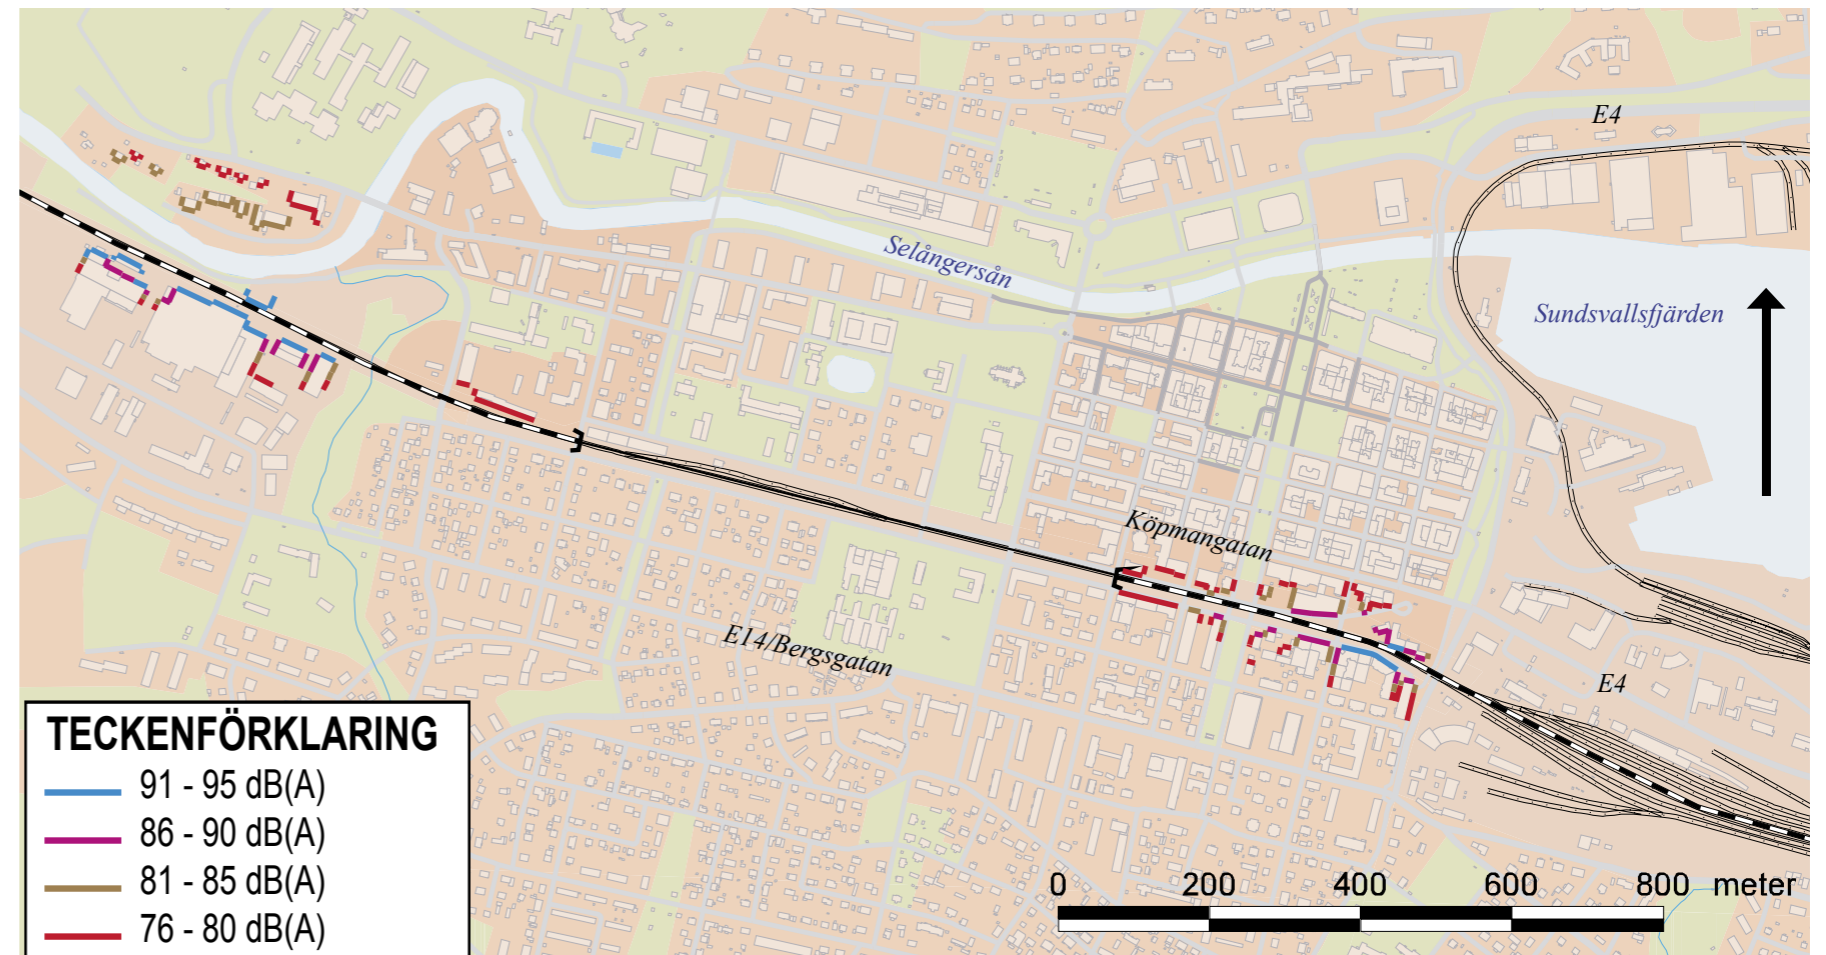 E4
Selångersån
Sundsvallsfjärden
Köpmangatan
E14/Bergsgatan
E4
TECKENFÖRKLARING
91 - 95 dB(A)
86 - 90 dB(A)
81 - 85 dB(A)
76 - 80 dB(A)
0 200 400 600 800 meter